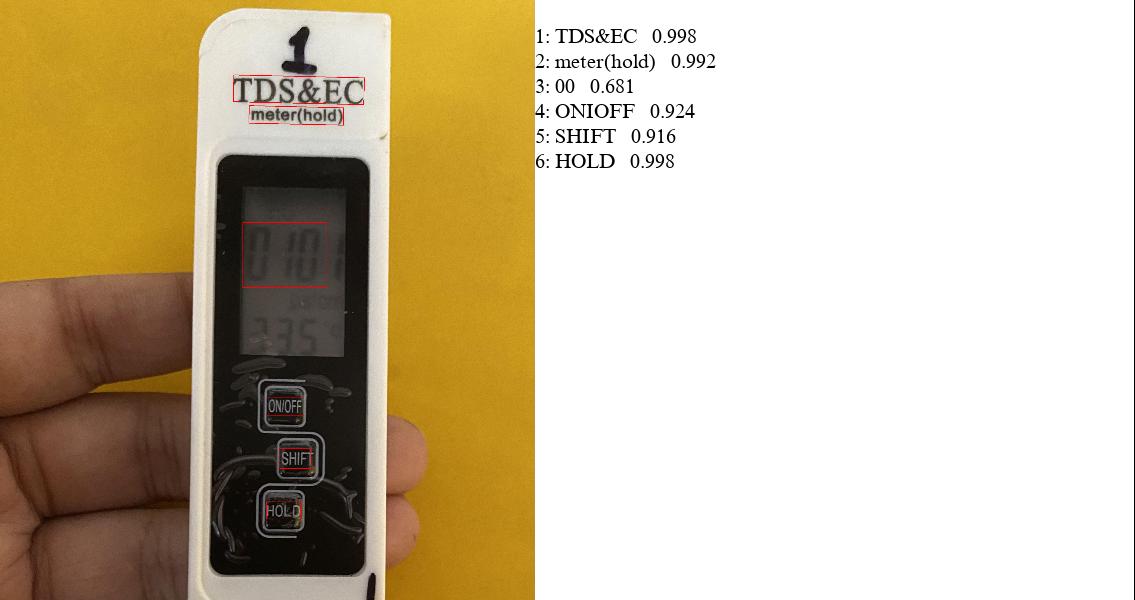 1
TDS&EC
meter(hold)
ON/OFF
SHIFT
HOLD
1: TDS&EC 0.998
2: meter(hold) 0.992
3: 00 0.681
4: ONIOFF 0.924
5: SHIFT 0.916
6: HOLD 0.998